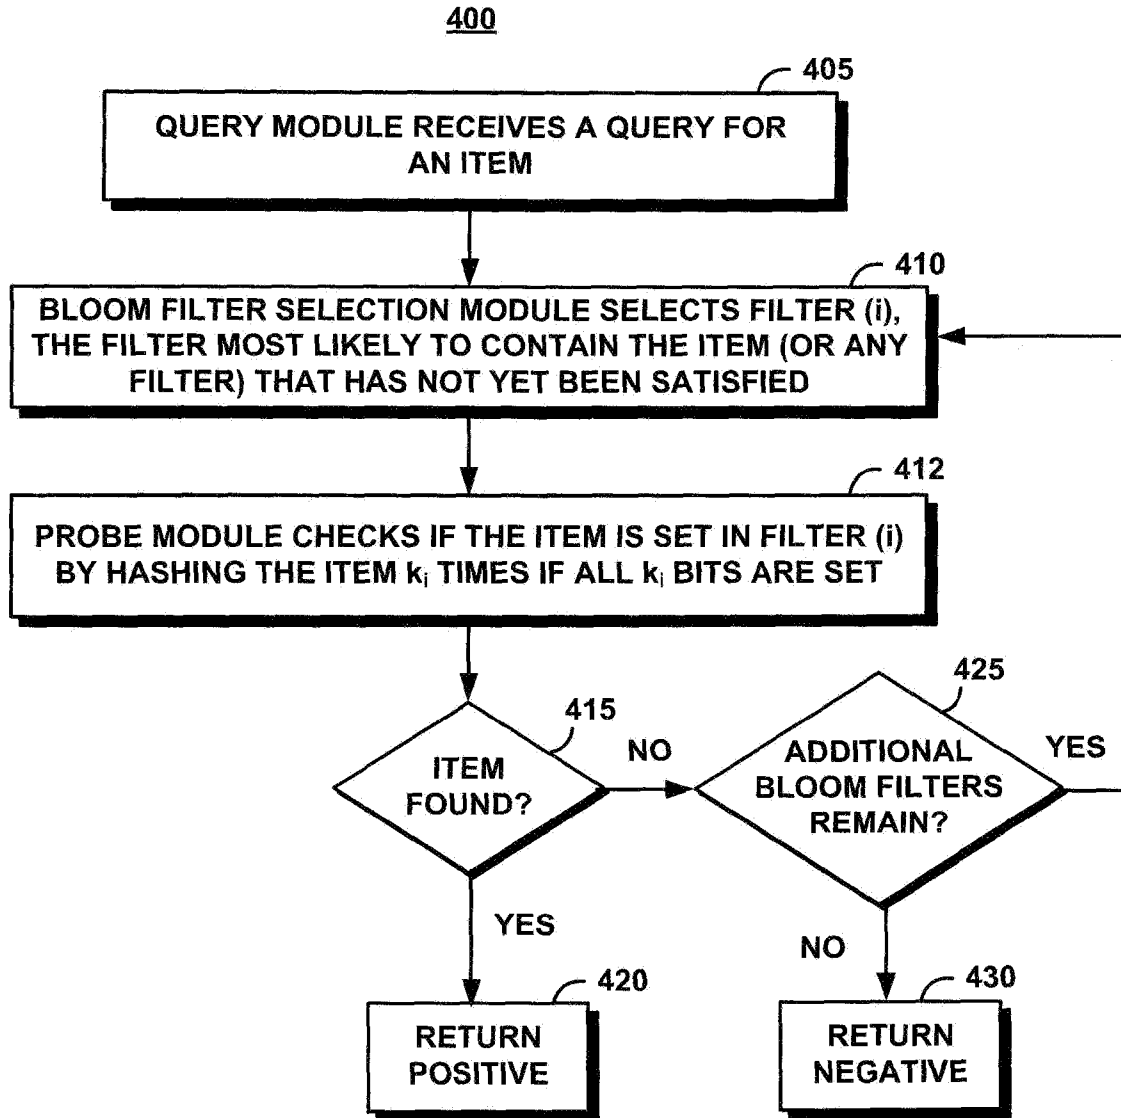 400
405
QUERY MODULE RECEIVES A QUERY FOR
AN ITEM
410
BLOOM FILTER SELECTION MODULE SELECTS FILTER (i),
THE FILTER MOST LIKELY TO CONTAIN THE ITEM (OR ANY
FILTER) THAT HAS NOT YET BEEN SATISFIED
412
PROBE MODULE CHECKS IF THE ITEM IS SET IN FILTER (i)
BY HASHING THE ITEM kᵢ TIMES IF ALL kᵢ BITS ARE SET
415
ITEM
FOUND?
NO
425
ADDITIONAL
BLOOM FILTERS
REMAIN?
YES
YES
NO
420
RETURN
POSITIVE
430
RETURN
NEGATIVE